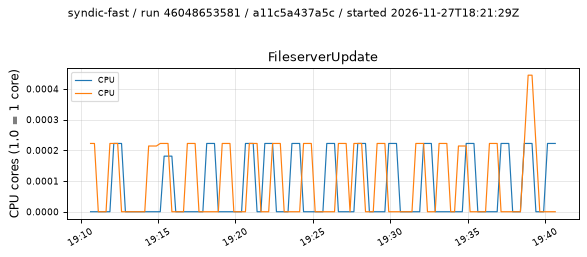 syndic-fast / run 46048653581 / a11c5a437a5c / started 2026-11-27T18:21:29Z
FileserverUpdate
CPU cores (1.0 = 1 core)
0.0004
0.0003
0.0002
0.0001
0.0000
CPU
CPU
19:10
19:15
19:20
19:25
19:30
19:35
19:40